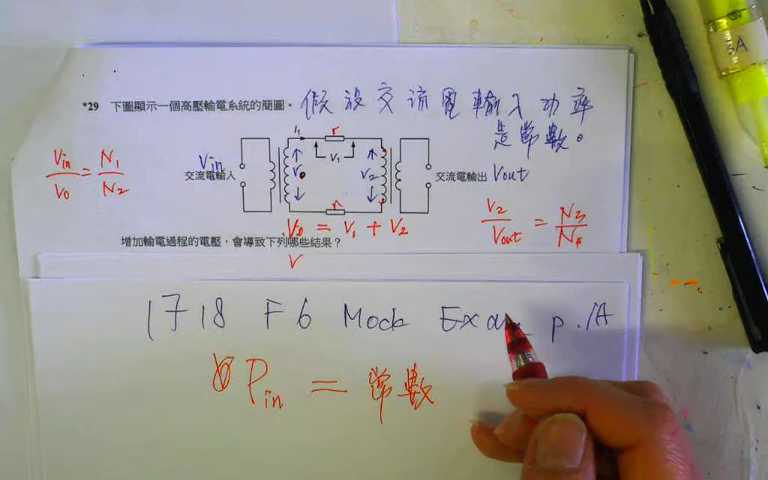 *29 下圖顯示一個高壓輸電系統的簡圖。 假設交流電輸入功率
是常數。
I₁ r
Vin V₁
Vin/V₀ = N₁/N₂
交流電輸入 V₀ V₂ 交流電輸出 Vout
r
V₂/Vout = N₃/N₄
V₀ = V₁ + V₂
增加輸電過程的電壓，會導致下列哪些結果？
V
1718 F6 Mock Exam p.1A
Pin = 常數
A